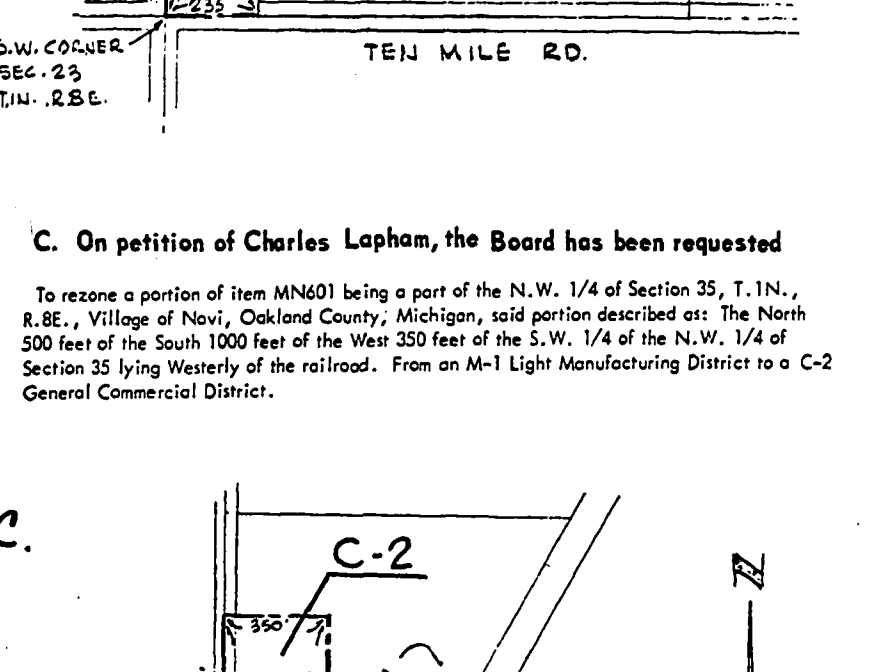 235
S.W. CORNER
SEC. 23
T.1N. .R8E.
TEN MILE RD.
C. On petition of Charles Lapham, the Board has been requested
To rezone a portion of item MN601 being a part of the N.W. 1/4 of Section 35, T.1N.,
R.8E., Village of Novi, Oakland County, Michigan, said portion described as: The North
500 feet of the South 1000 feet of the West 350 feet of the S.W. 1/4 of the N.W. 1/4 of
Section 35 lying Westerly of the railroad. From an M-1 Light Manufacturing District to a C-2
General Commercial District.
C.
C-2
N
350'